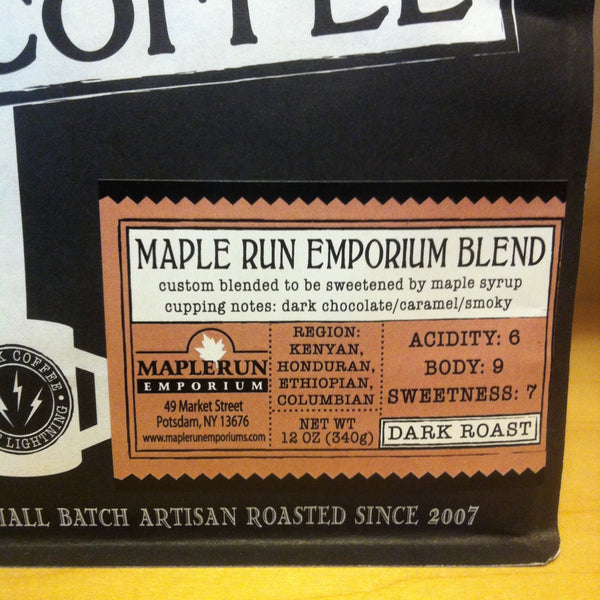 COFFEE
MAPLE RUN EMPORIUM BLEND
custom blended to be sweetened by maple syrup
cupping notes: dark chocolate/caramel/smoky
MAPLERUN
EMPORIUM
49 Market Street
Potsdam, NY 13676
www.maplerunemporiums.com
REGION:
KENYAN,
HONDURAN,
ETHIOPIAN,
COLUMBIAN
NET WT
12 OZ (340g)
ACIDITY: 6
BODY: 9
SWEETNESS: 7
DARK ROAST
K COFFEE •
LIGHTNING •
MALL BATCH ARTISAN ROASTED SINCE 2007